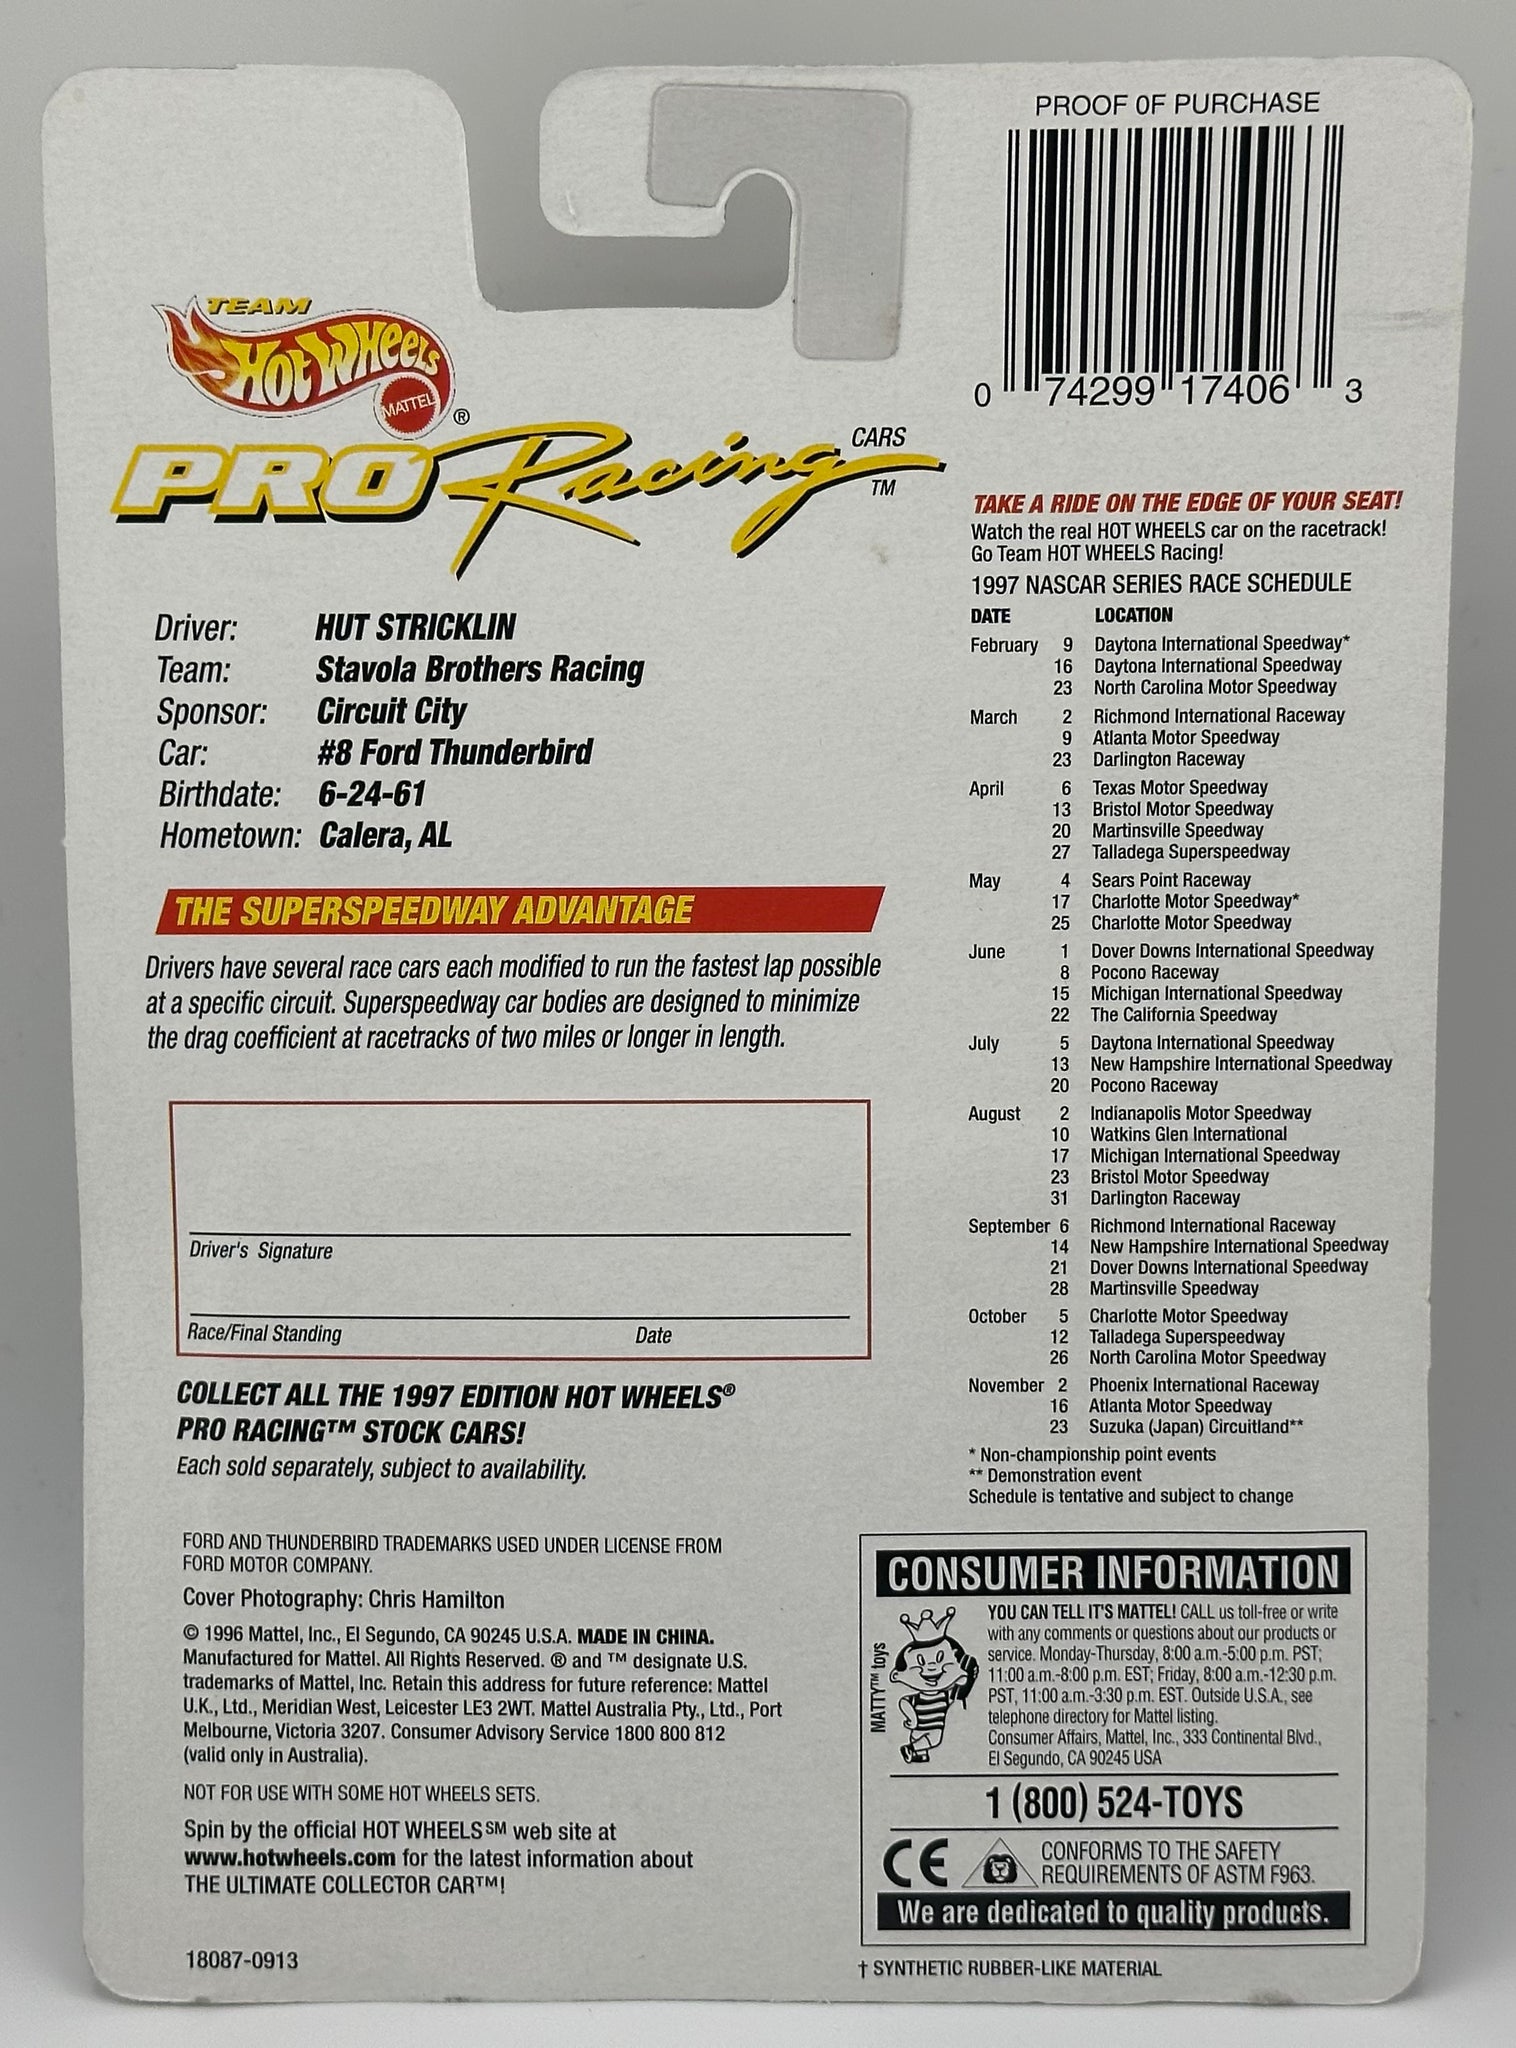 PROOF OF PURCHASE
0 74299 17406 3
TEAM
HOT WHEELS
MATTEL
®
PRO Racing CARS
TM
Driver: HUT STRICKLIN
Team: Stavola Brothers Racing
Sponsor: Circuit City
Car: #8 Ford Thunderbird
Birthdate: 6-24-61
Hometown: Calera, AL
THE SUPERSPEEDWAY ADVANTAGE
Drivers have several race cars each modified to run the fastest lap possible
at a specific circuit. Superspeedway car bodies are designed to minimize
the drag coefficient at racetracks of two miles or longer in length.
Driver's Signature
Race/Final Standing Date
COLLECT ALL THE 1997 EDITION HOT WHEELS®
PRO RACING™ STOCK CARS!
Each sold separately, subject to availability.
FORD AND THUNDERBIRD TRADEMARKS USED UNDER LICENSE FROM
FORD MOTOR COMPANY.
Cover Photography: Chris Hamilton
© 1996 Mattel, Inc., El Segundo, CA 90245 U.S.A. MADE IN CHINA.
Manufactured for Mattel. All Rights Reserved. ® and ™ designate U.S.
trademarks of Mattel, Inc. Retain this address for future reference: Mattel
U.K., Ltd., Meridian West, Leicester LE3 2WT. Mattel Australia Pty., Ltd., Port
Melbourne, Victoria 3207. Consumer Advisory Service 1800 800 812
(valid only in Australia).
NOT FOR USE WITH SOME HOT WHEELS SETS.
Spin by the official HOT WHEELS℠ web site at
www.hotwheels.com for the latest information about
THE ULTIMATE COLLECTOR CAR™!
18087-0913
TAKE A RIDE ON THE EDGE OF YOUR SEAT!
Watch the real HOT WHEELS car on the racetrack!
Go Team HOT WHEELS Racing!
1997 NASCAR SERIES RACE SCHEDULE
DATE LOCATION
February 9 Daytona International Speedway*
16 Daytona International Speedway
23 North Carolina Motor Speedway
March 2 Richmond International Raceway
9 Atlanta Motor Speedway
23 Darlington Raceway
April 6 Texas Motor Speedway
13 Bristol Motor Speedway
20 Martinsville Speedway
27 Talladega Superspeedway
May 4 Sears Point Raceway
17 Charlotte Motor Speedway*
25 Charlotte Motor Speedway
June 1 Dover Downs International Speedway
8 Pocono Raceway
15 Michigan International Speedway
22 The California Speedway
July 5 Daytona International Speedway
13 New Hampshire International Speedway
20 Pocono Raceway
August 2 Indianapolis Motor Speedway
10 Watkins Glen International
17 Michigan International Speedway
23 Bristol Motor Speedway
31 Darlington Raceway
September 6 Richmond International Raceway
14 New Hampshire International Speedway
21 Dover Downs International Speedway
28 Martinsville Speedway
October 5 Charlotte Motor Speedway
12 Talladega Superspeedway
26 North Carolina Motor Speedway
November 2 Phoenix International Raceway
16 Atlanta Motor Speedway
23 Suzuka (Japan) Circuitland**
* Non-championship point events
** Demonstration event
Schedule is tentative and subject to change
CONSUMER INFORMATION
MATTY™ toys
YOU CAN TELL IT'S MATTEL! CALL us toll-free or write
with any comments or questions about our products or
service. Monday-Thursday, 8:00 a.m.-5:00 p.m. PST;
11:00 a.m.-8:00 p.m. EST; Friday, 8:00 a.m.-12:30 p.m.
PST, 11:00 a.m.-3:30 p.m. EST. Outside U.S.A., see
telephone directory for Mattel listing.
Consumer Affairs, Mattel, Inc., 333 Continental Blvd.,
El Segundo, CA 90245 USA
1 (800) 524-TOYS
CE CONFORMS TO THE SAFETY
REQUIREMENTS OF ASTM F963.
We are dedicated to quality products.
† SYNTHETIC RUBBER-LIKE MATERIAL